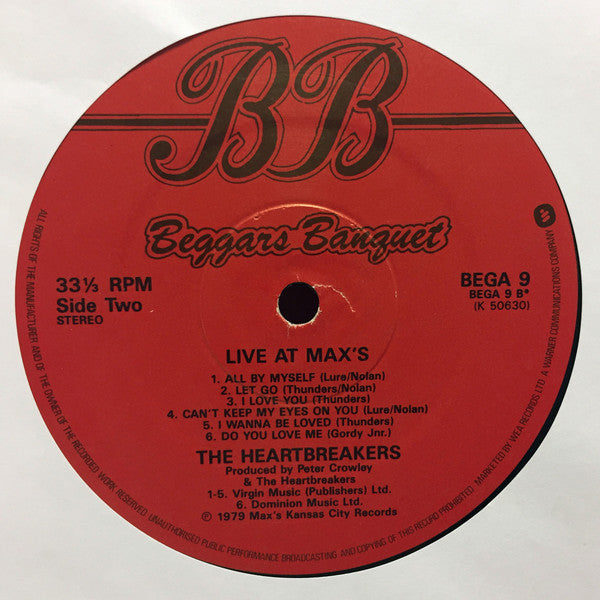 BB
Beggars Banquet
33⅓ RPM
Side Two
STEREO
BEGA 9
BEGA 9 B*
(K 50630)
LIVE AT MAX'S
1. ALL BY MYSELF (Lure/Nolan)
2. LET GO (Thunders/Nolan)
3. I LOVE YOU (Thunders)
4. CAN'T KEEP MY EYES ON YOU (Lure/Nolan)
5. I WANNA BE LOVED (Thunders)
6. DO YOU LOVE ME (Gordy Jnr.)
THE HEARTBREAKERS
Produced by Peter Crowley
& The Heartbreakers
1-5. Virgin Music (Publishers) Ltd.
6. Dominion Music Ltd.
℗ 1979 Max's Kansas City Records
ALL RIGHTS OF THE MANUFACTURER AND OF THE OWNER OF THE RECORDED WORK RESERVED. UNAUTHORISED PUBLIC PERFORMANCE BROADCASTING AND COPYING OF THIS RECORD PROHIBITED. MARKETED BY WEA RECORDS LTD. A WARNER COMMUNICATIONS COMPANY